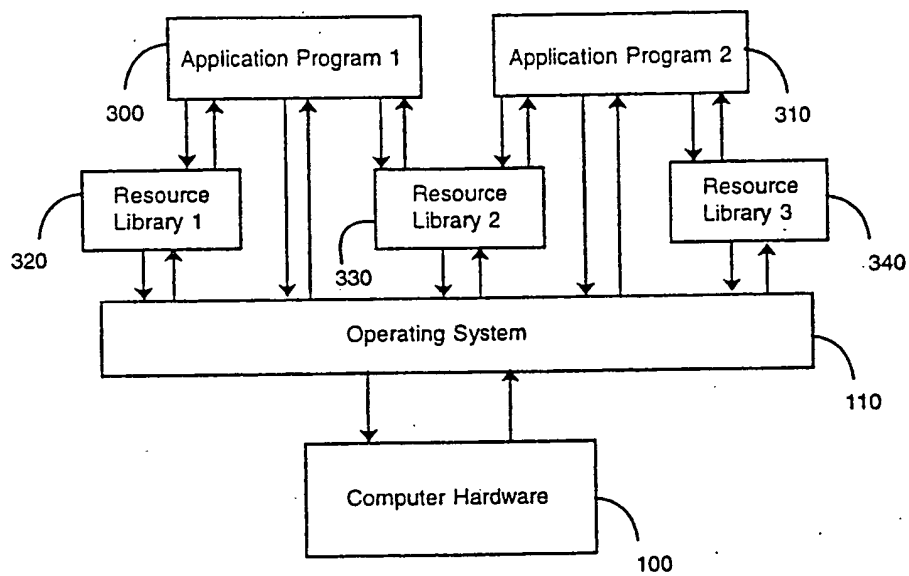 Application Program 1
Application Program 2
300
310
Resource
Library 1
Resource
Library 2
Resource
Library 3
320
330
340
Operating System
110
Computer Hardware
100